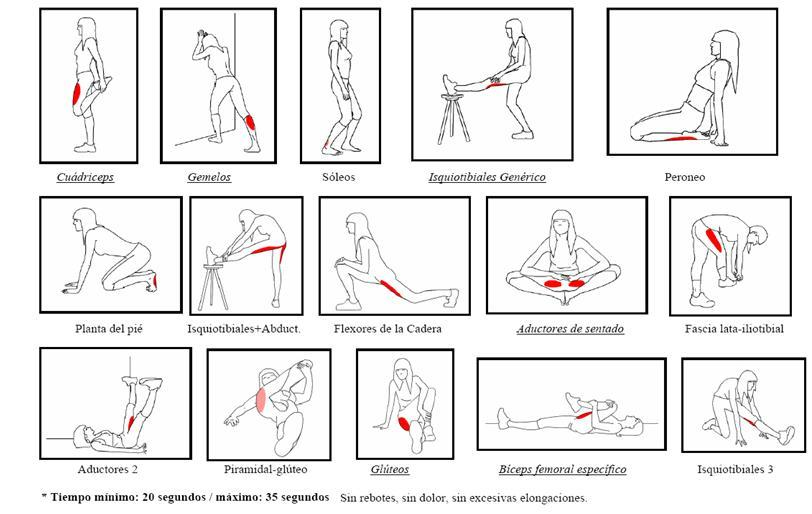 Cuádriceps
Gemelos
Sóleos
Isquiotibiales Genérico
Peroneo
Planta del pié
Isquiotibiales+Abduct.
Flexores de la Cadera
Aductores de sentado
Fascia lata-iliotibial
Aductores 2
Piramidal-glúteo
Glúteos
Bíceps femoral específico
Isquiotibiales 3
* Tiempo mínimo: 20 segundos / máximo: 35 segundos Sin rebotes, sin dolor, sin excesivas elongaciones.